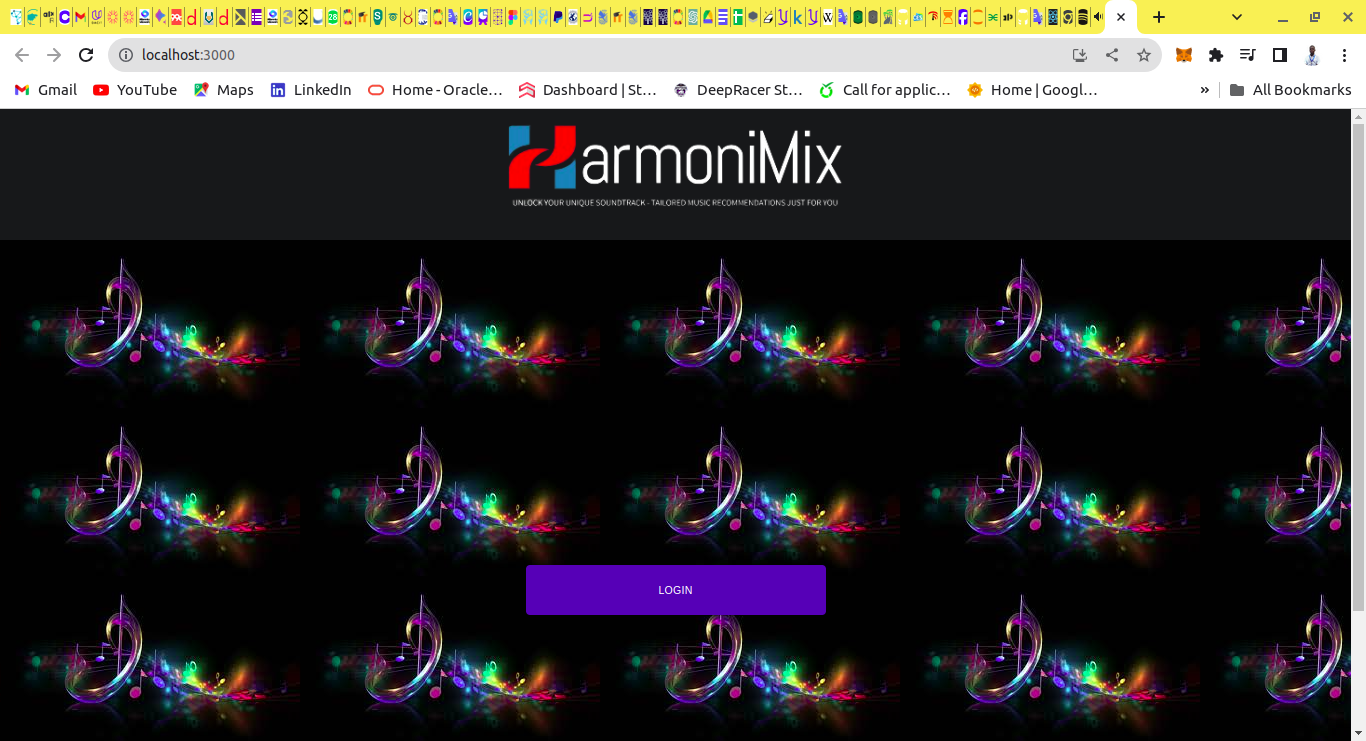 localhost:3000
Gmail
YouTube
Maps
LinkedIn
Home - Oracle...
Dashboard | St...
DeepRacer St...
Call for applic...
Home | Googl...
»
All Bookmarks
HarmoniMix
UNLOCK YOUR UNIQUE SOUNDTRACK - TAILORED MUSIC RECOMMENDATIONS JUST FOR YOU
LOGIN